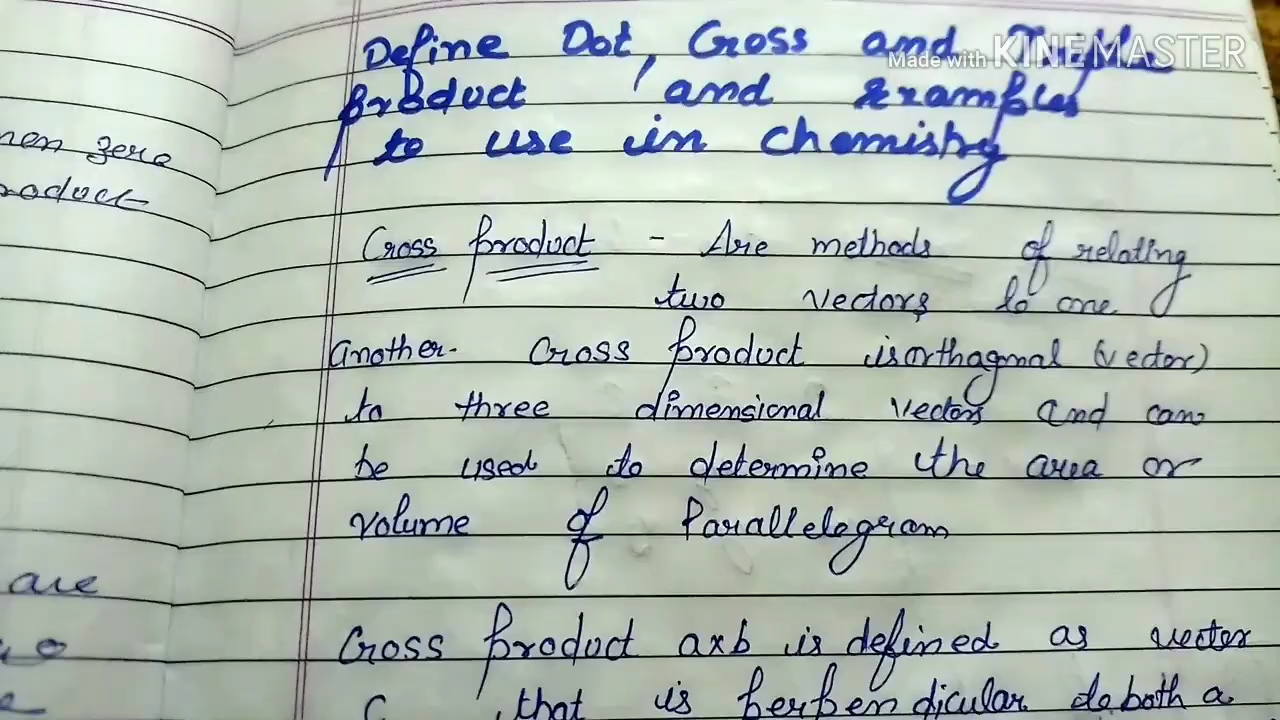 Define Dot, Cross and Triple
Made with KINEMASTER
product, and Examples
to use in chemistry
men zero
product
Cross product - Are methods of relating
two vectors to one
another. Cross product isorthagmal (vector)
to three dimensional vectors and can
be used to determine the area or
volume of Parallelogram
are
Cross product axb is defined as vector
C, that is perpendicular to both a